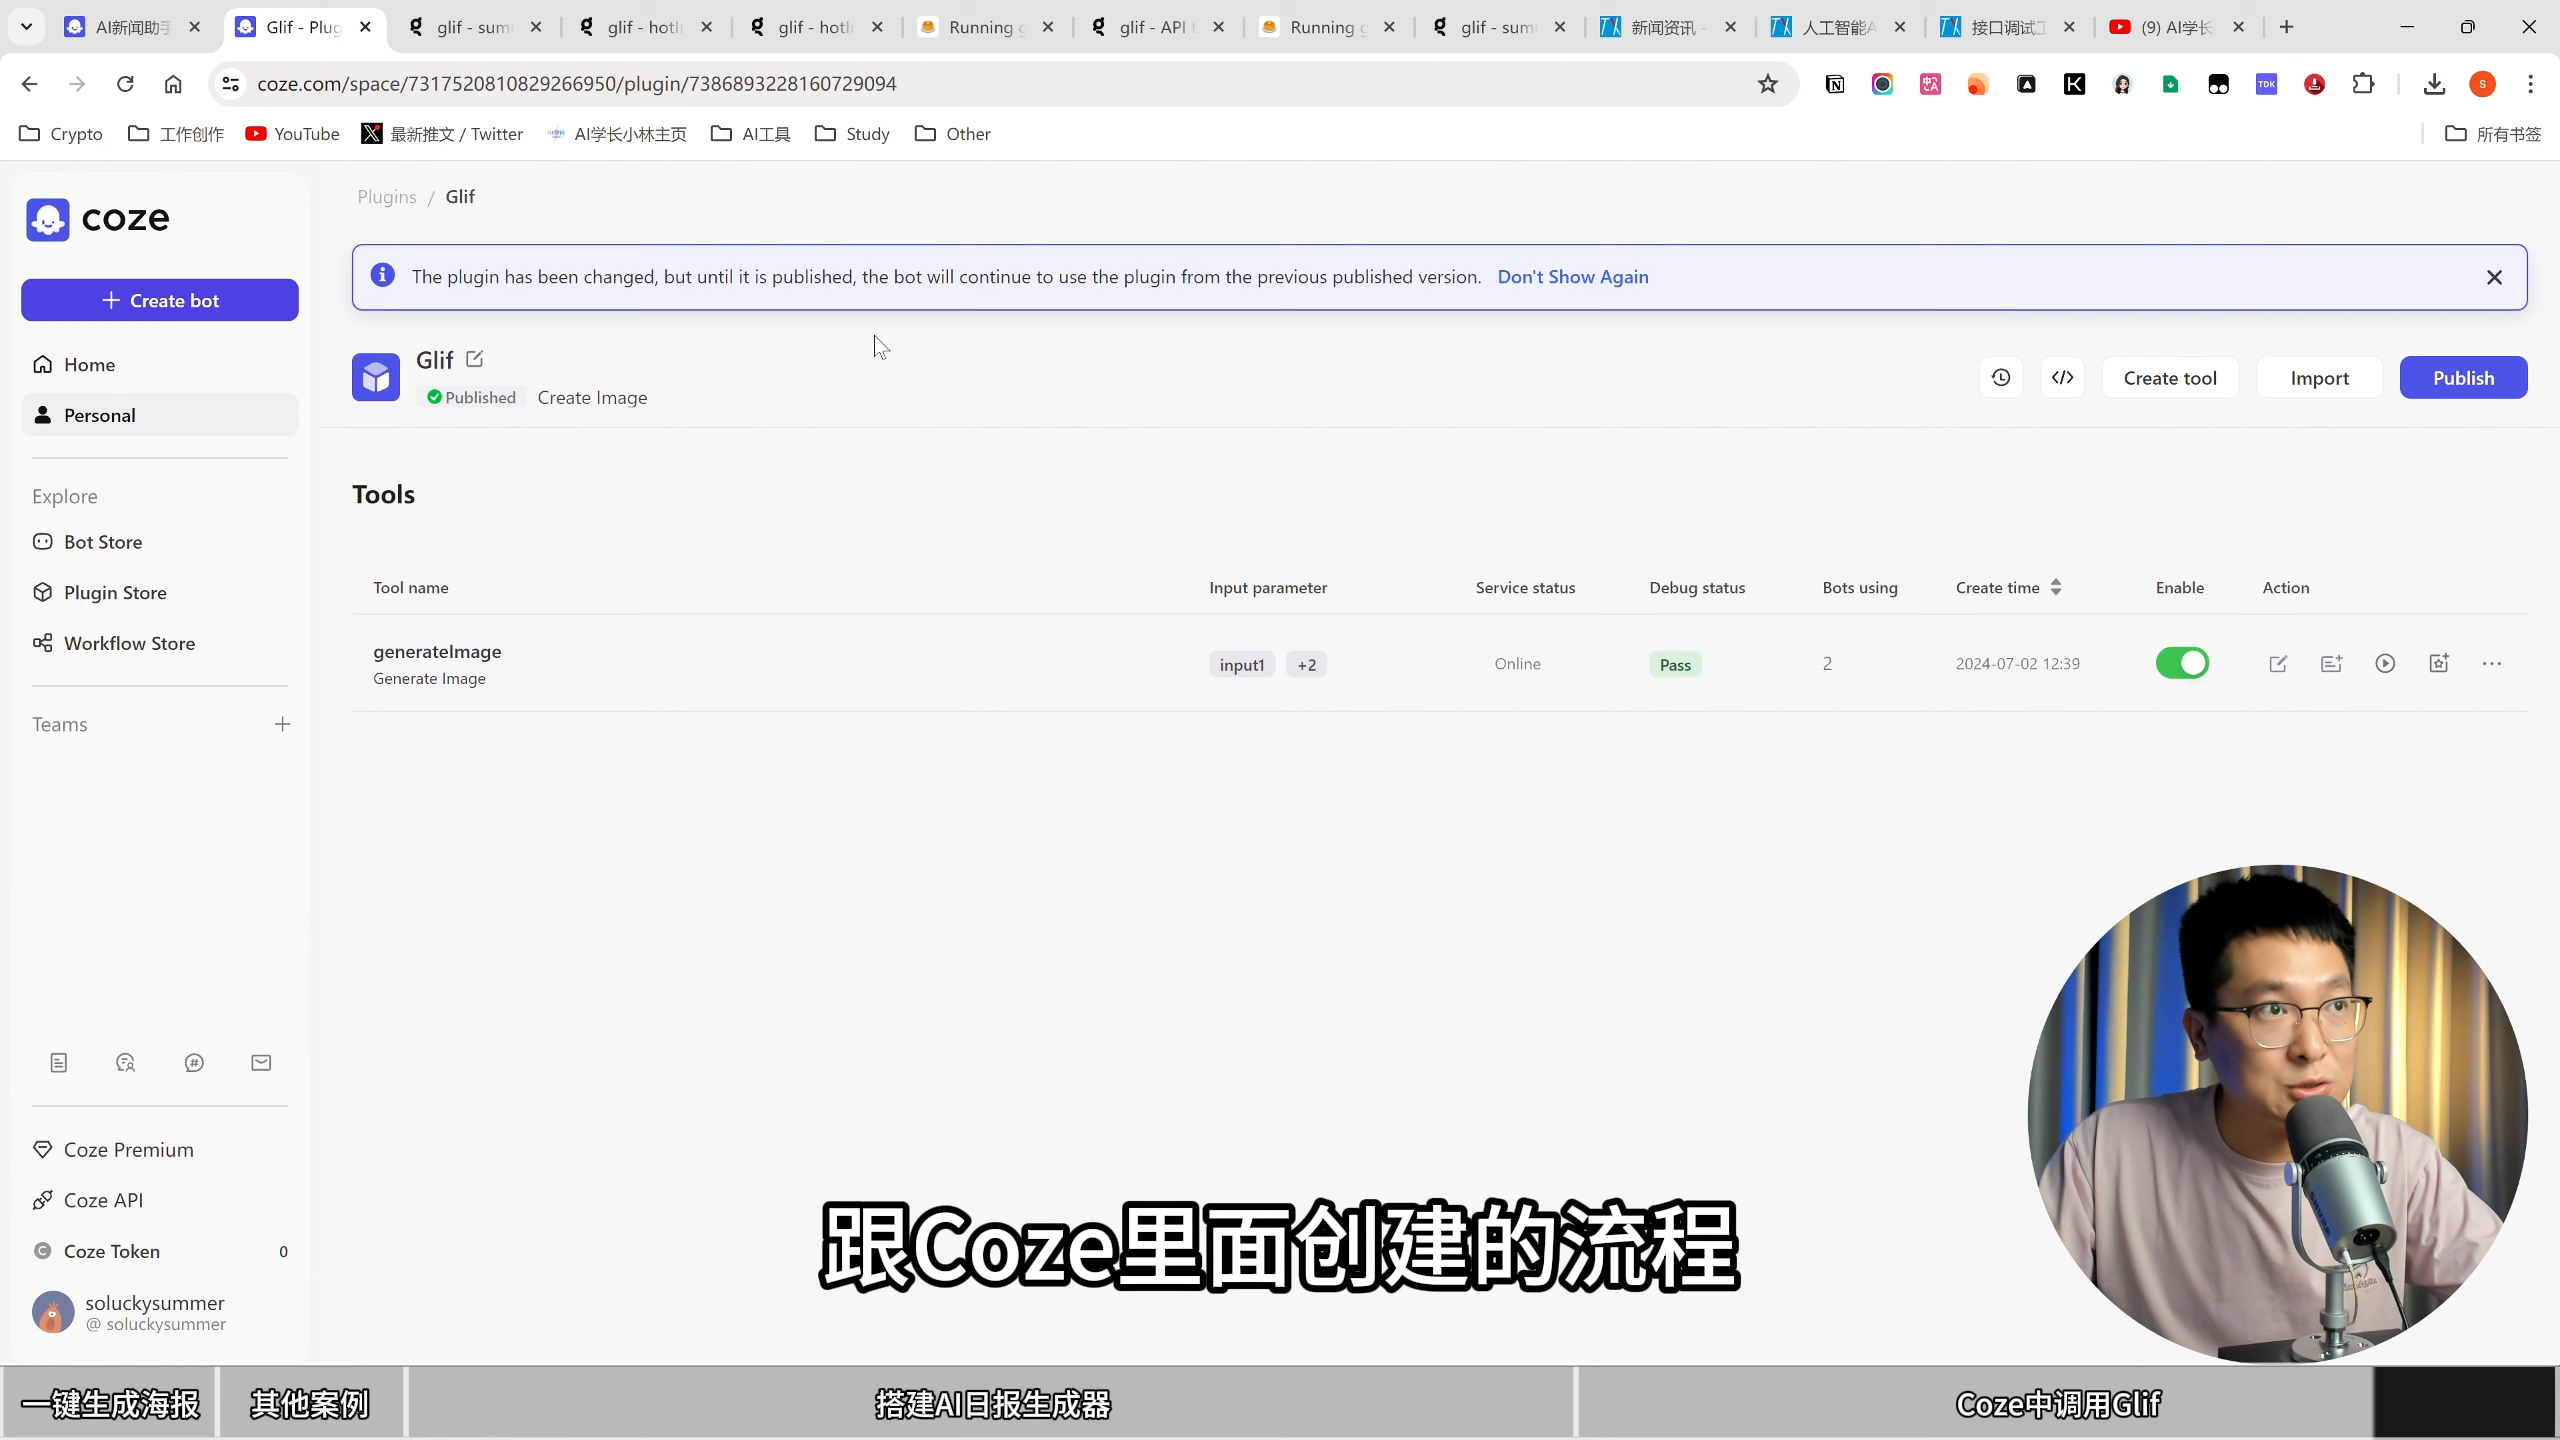 AI新闻助手
Glif - Plug
glif - sum
glif - hotI
glif - hotI
Running g
glif - API t
Running g
glif - sum
新闻资讯 -
人工智能A
接口调试工
(9) AI学长
coze.com/space/7317520810829266950/plugin/7386893228160729094
Crypto
工作创作
YouTube
最新推文 / Twitter
AI学长小林主页
AI工具
Study
Other
所有书签
coze
Create bot
Home
Personal
Explore
Bot Store
Plugin Store
Workflow Store
Teams
Coze Premium
Coze API
Coze Token 0
soluckysummer
@ soluckysummer
Plugins / Glif
The plugin has been changed, but until it is published, the bot will continue to use the plugin from the previous published version. Don't Show Again
Glif
Published Create Image
Create tool
Import
Publish
Tools
Tool name Input parameter Service status Debug status Bots using Create time Enable Action
generateImage
Generate Image
input1 +2 Online Pass 2 2024-07-02 12:39
跟Coze里面创建的流程
一键生成海报
其他案例
搭建AI日报生成器
Coze中调用Glif